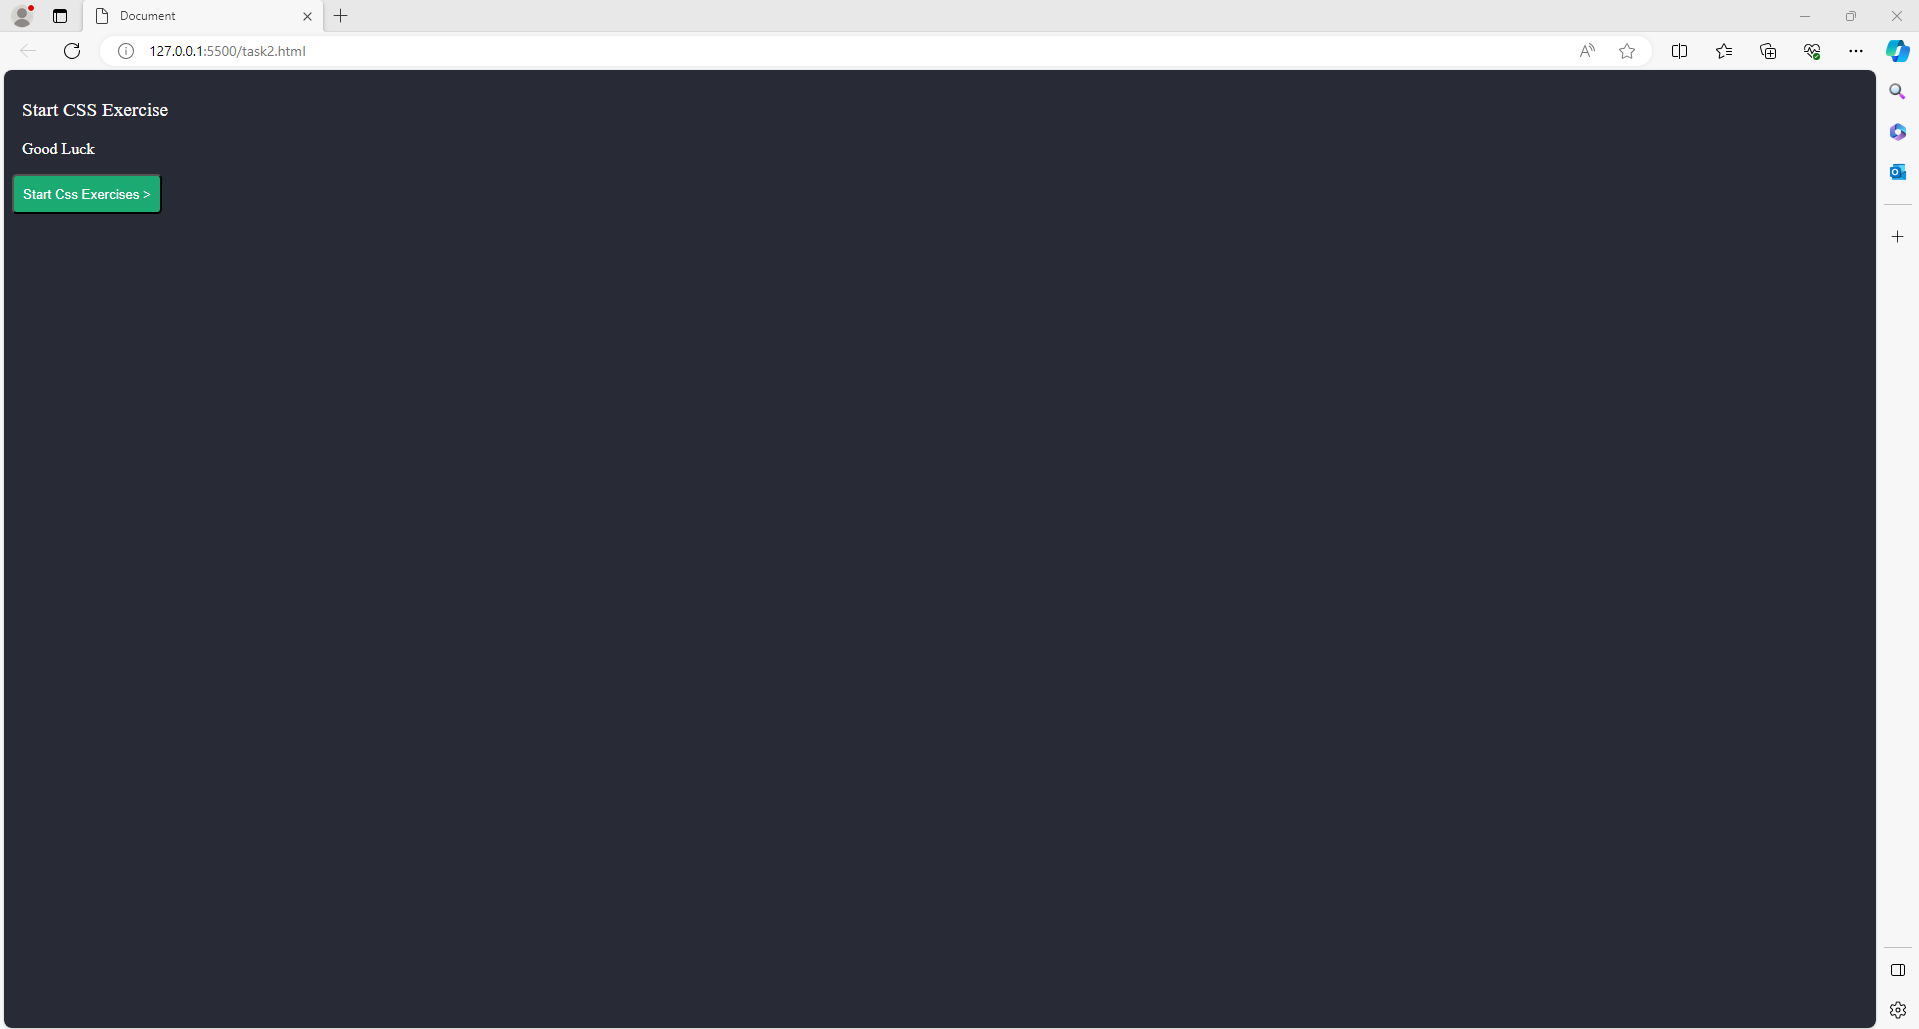 Document
127.0.0.1:5500/task2.html
Start CSS Exercise
Good Luck
Start Css Exercises >